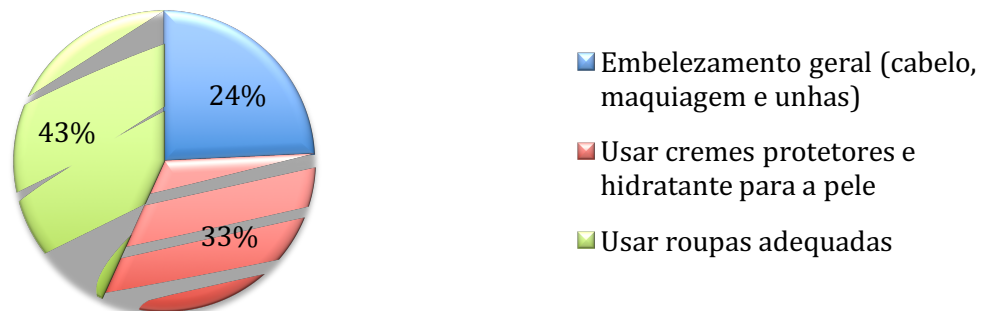 24%
43%
33%
Embelezamento geral (cabelo,
maquiagem e unhas)
Usar cremes protetores e
hidratante para a pele
Usar roupas adequadas